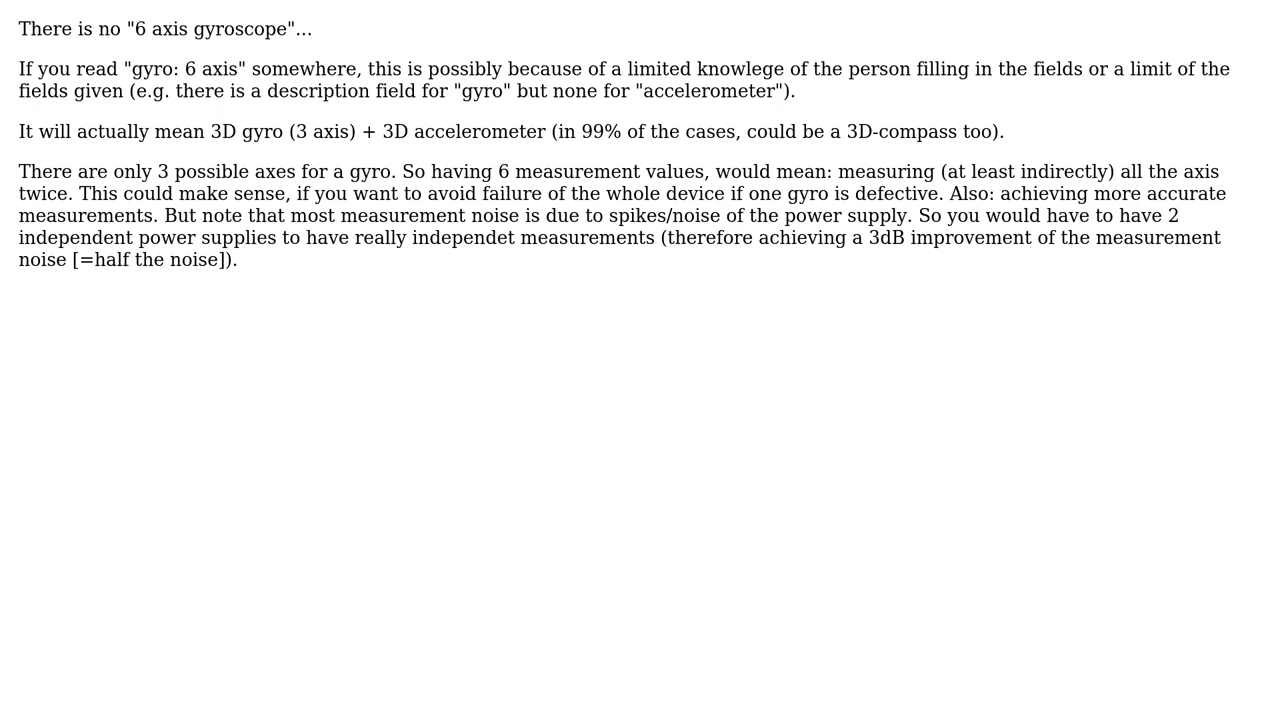 There is no "6 axis gyroscope"...
If you read "gyro: 6 axis" somewhere, this is possibly because of a limited knowlege of the person filling in the fields or a limit of the
fields given (e.g. there is a description field for "gyro" but none for "accelerometer").
It will actually mean 3D gyro (3 axis) + 3D accelerometer (in 99% of the cases, could be a 3D-compass too).
There are only 3 possible axes for a gyro. So having 6 measurement values, would mean: measuring (at least indirectly) all the axis
twice. This could make sense, if you want to avoid failure of the whole device if one gyro is defective. Also: achieving more accurate
measurements. But note that most measurement noise is due to spikes/noise of the power supply. So you would have to have 2
independent power supplies to have really independet measurements (therefore achieving a 3dB improvement of the measurement
noise [=half the noise]).